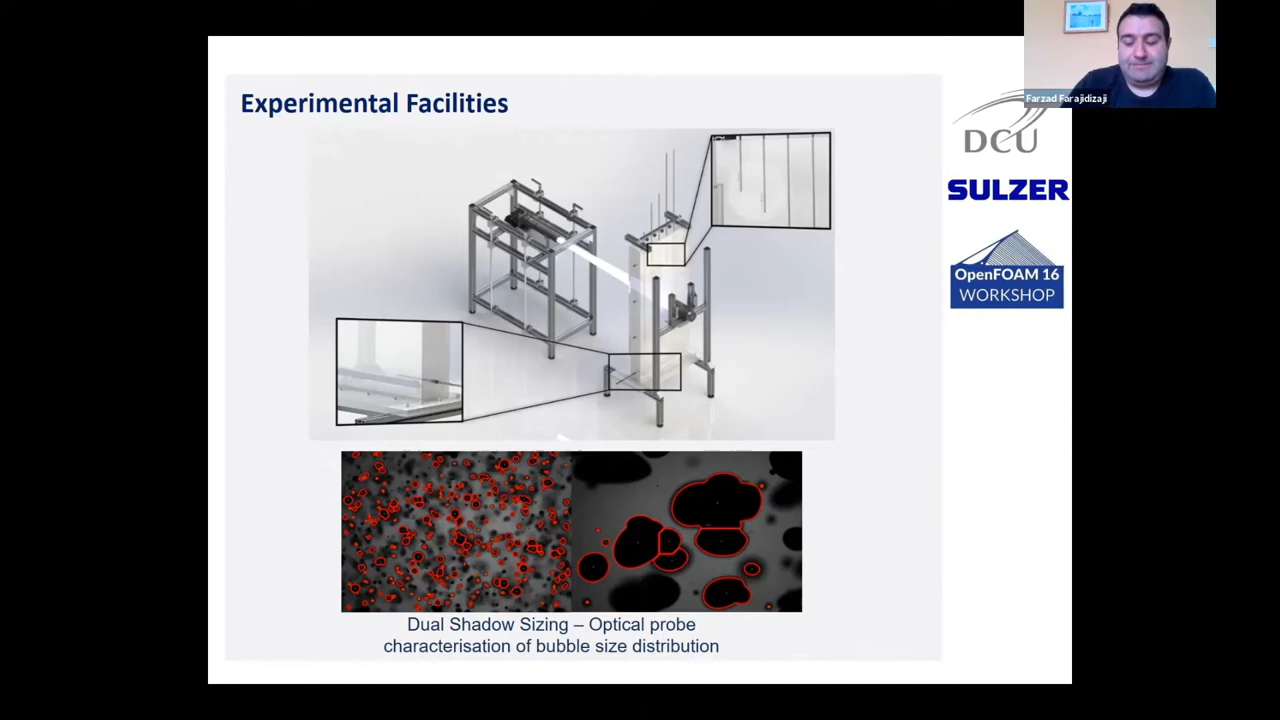 Experimental Facilities
Farzad Farajidizaji
DCU
SULZER
OpenFOAM 16
WORKSHOP
Dual Shadow Sizing – Optical probe
characterisation of bubble size distribution